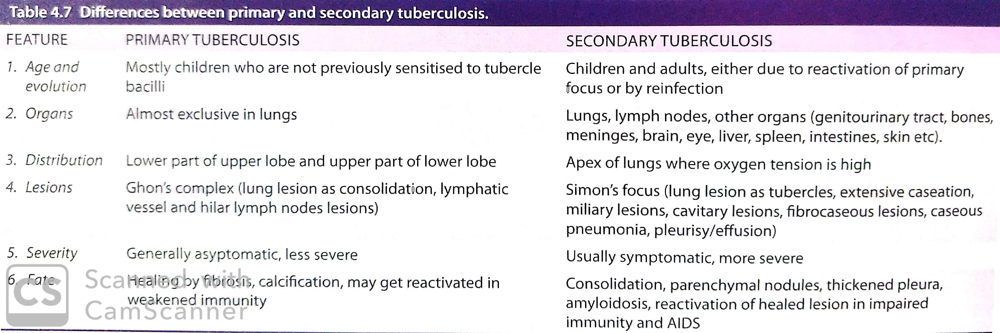 Table 4.7 Differences between primary and secondary tuberculosis.
FEATURE PRIMARY TUBERCULOSIS SECONDARY TUBERCULOSIS
1. Age and evolution
Mostly children who are not previously sensitised to tubercle
bacilli
Children and adults, either due to reactivation of primary
focus or by reinfection
2. Organs
Almost exclusive in lungs
Lungs, lymph nodes, other organs (genitourinary tract, bones,
meninges, brain, eye, liver, spleen, intestines, skin etc).
3. Distribution
Lower part of upper lobe and upper part of lower lobe
Apex of lungs where oxygen tension is high
4. Lesions
Ghon's complex (lung lesion as consolidation, lymphatic
vessel and hilar lymph nodes lesions)
Simon's focus (lung lesion as tubercles, extensive caseation,
miliary lesions, cavitary lesions, fibrocaseous lesions, caseous
pneumonia, pleurisy/effusion)
5. Severity
Generally asyptomatic, less severe
Usually symptomatic, more severe
6. Fate
Healing by fibrosis, calcification, may get reactivated in
weakened immunity
Consolidation, parenchymal nodules, thickened pleura,
amyloidosis, reactivation of healed lesion in impaired
immunity and AIDS
CS
Scanned with
CamScanner